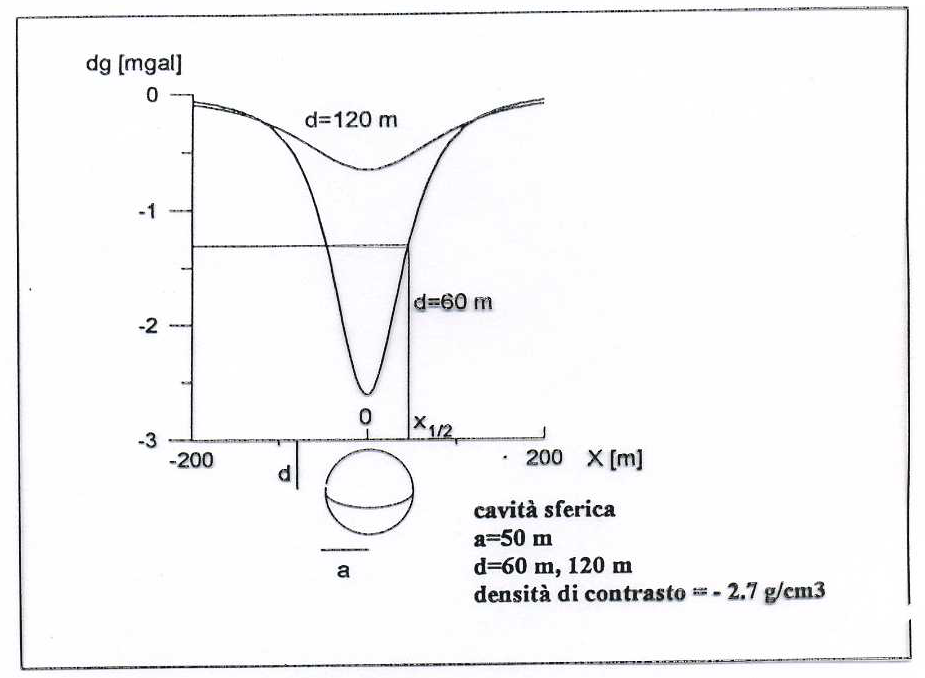 dg [mgal]
0
d=120 m
-1
d=60 m
-2
0
X1/2
-3
-200
200 X [m]
d
cavità sferica
a=50 m
d=60 m, 120 m
a
densità di contrasto = - 2.7 g/cm3